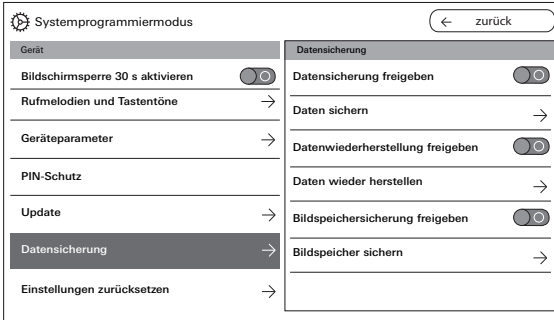 Systemprogrammiermodus
← zurück
Gerät
Bildschirmsperre 30 s aktivieren
Rufmelodien und Tastentöne
Geräteparameter
PIN-Schutz
Update
Datensicherung
Einstellungen zurücksetzen
Datensicherung
Datensicherung freigeben
Daten sichern
Datenwiederherstellung freigeben
Daten wieder herstellen
Bildspeichersicherung freigeben
Bildspeicher sichern